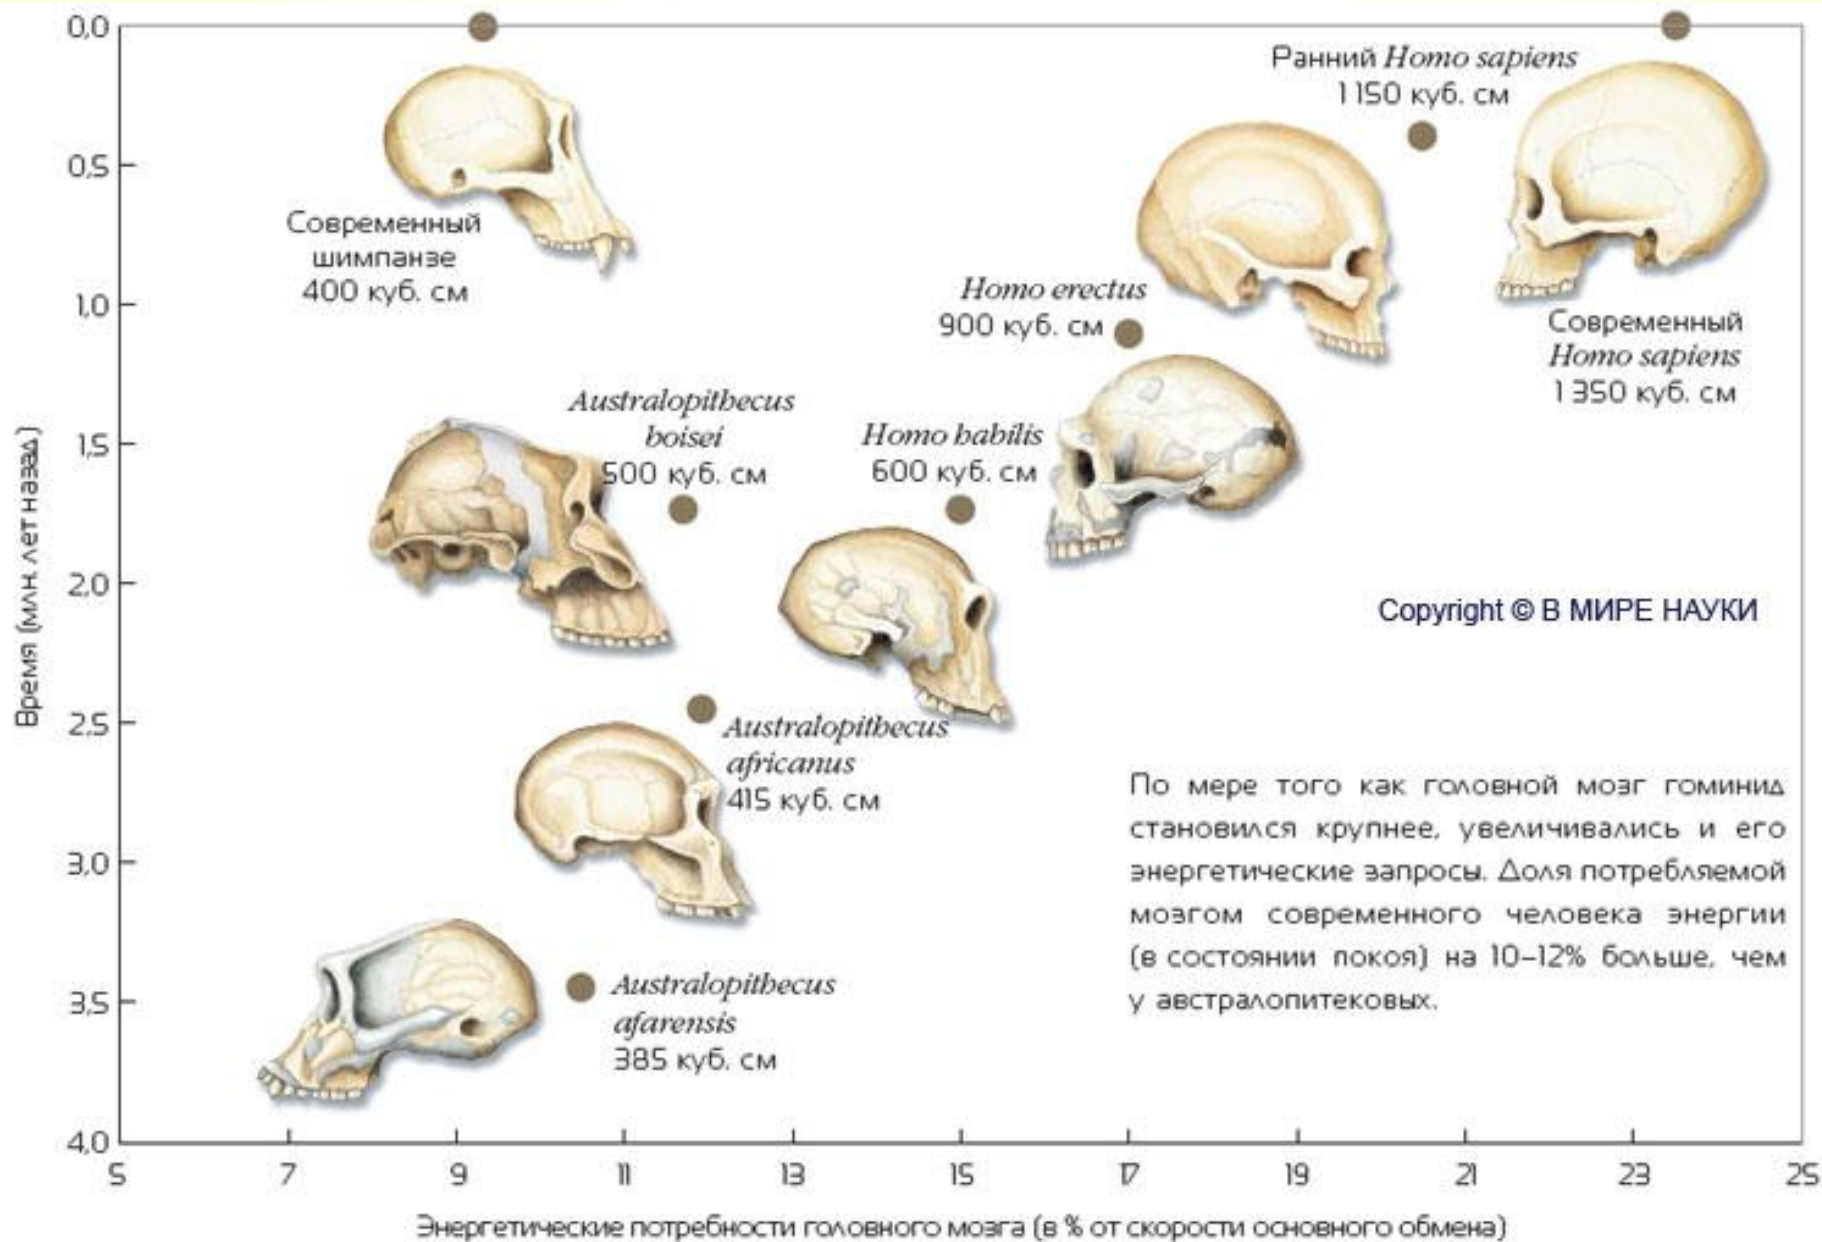 0,0
0,5
1,0
1,5
2,0
2,5
3,0
3,5
4,0
Время (млн. лет назад)
5
7
9
11
13
15
17
19
21
23
25
Энергетические потребности головного мозга (в % от скорости основного обмена)
Современный
шимпанзе
400 куб. см
Ранний Homo sapiens
1150 куб. см
Современный
Homo sapiens
1350 куб. см
Homo erectus
900 куб. см
Australopithecus
boisei
500 куб. см
Homo habilis
600 куб. см
Australopithecus
africanus
415 куб. см
Australopithecus
afarensis
385 куб. см
Copyright © В МИРЕ НАУКИ
По мере того как головной мозг гоминид
становился крупнее, увеличивались и его
энергетические запросы. Доля потребляемой
мозгом современного человека энергии
(в состоянии покоя) на 10–12% больше, чем
у австралопитековых.